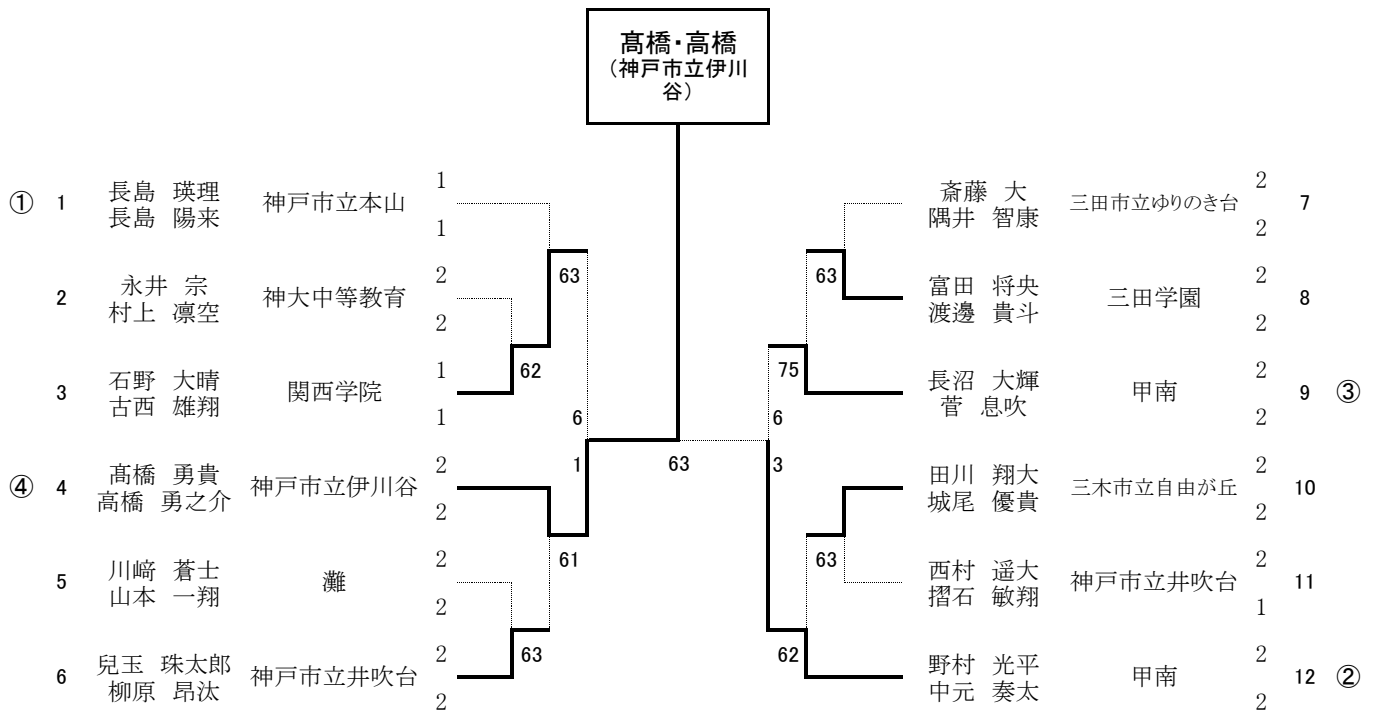 髙橋・高橋
（神戸市立伊川
谷）
① 1 長島 瑛理 神戸市立本山 1
長島 陽来 1
2 永井 宗 神大中等教育 2
村上 凛空 2
3 石野 大晴 関西学院 1
古西 雄翔 1
④ 4 髙橋 勇貴 神戸市立伊川谷 2
高橋 勇之介 2
5 川﨑 蒼士 灘 2
山本 一翔 2
6 兒玉 珠太郎 神戸市立井吹台 2
柳原 昂汰 2
63
62
6
1
61
63
63
斎藤 大 三田市立ゆりのき台 2 7
隅井 智康 2
富田 将央 三田学園 2 8
渡邊 貴斗 2
長沼 大輝 甲南 2 9 ③
菅 息吹 2
田川 翔大 三木市立自由が丘 2 10
城尾 優貴 2
西村 遥大 神戸市立井吹台 2 11
摺石 敏翔 1
野村 光平 甲南 2 12 ②
中元 奏太 2
63
75
6
3
63
62